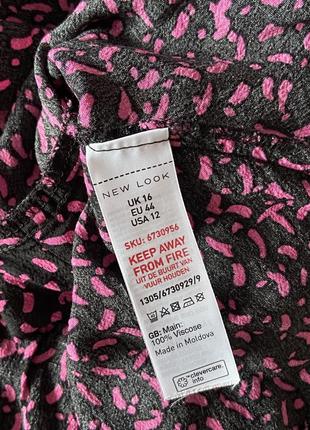 NEW LOOK
UK 16
EU 44
USA 12
SKU: 6730956
KEEP AWAY
FROM FIRE
UIT DE BUURT VAN
VUUR HOUDEN
1305/6730929/9
GB: Main:
100% Viscose
Made in Moldova
clevercare.
info